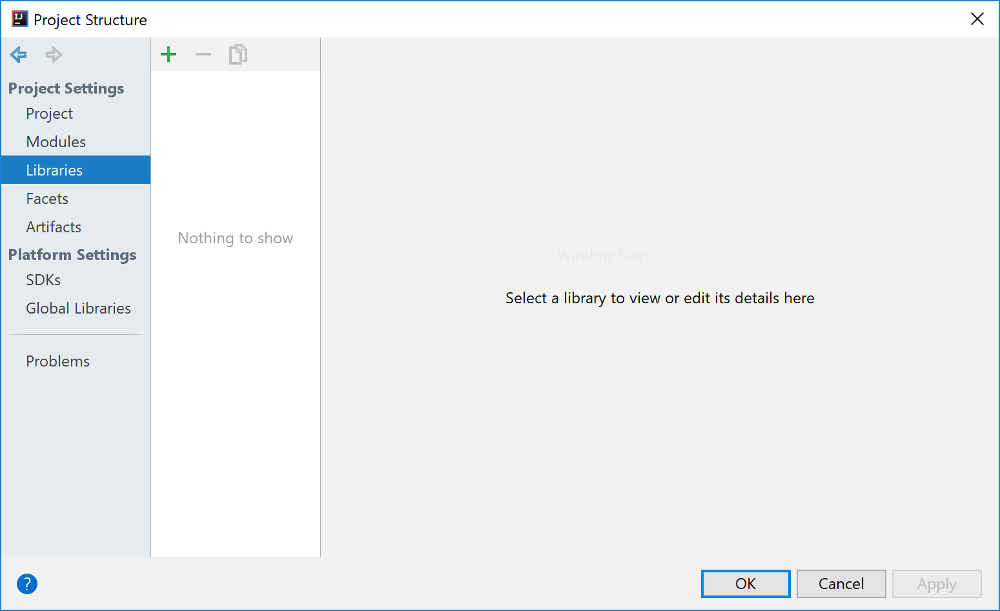 Project Structure
Project Settings
Project
Modules
Libraries
Facets
Artifacts
Platform Settings
SDKs
Global Libraries
Problems
Nothing to show
Window Snip
Select a library to view or edit its details here
?
OK
Cancel
Apply